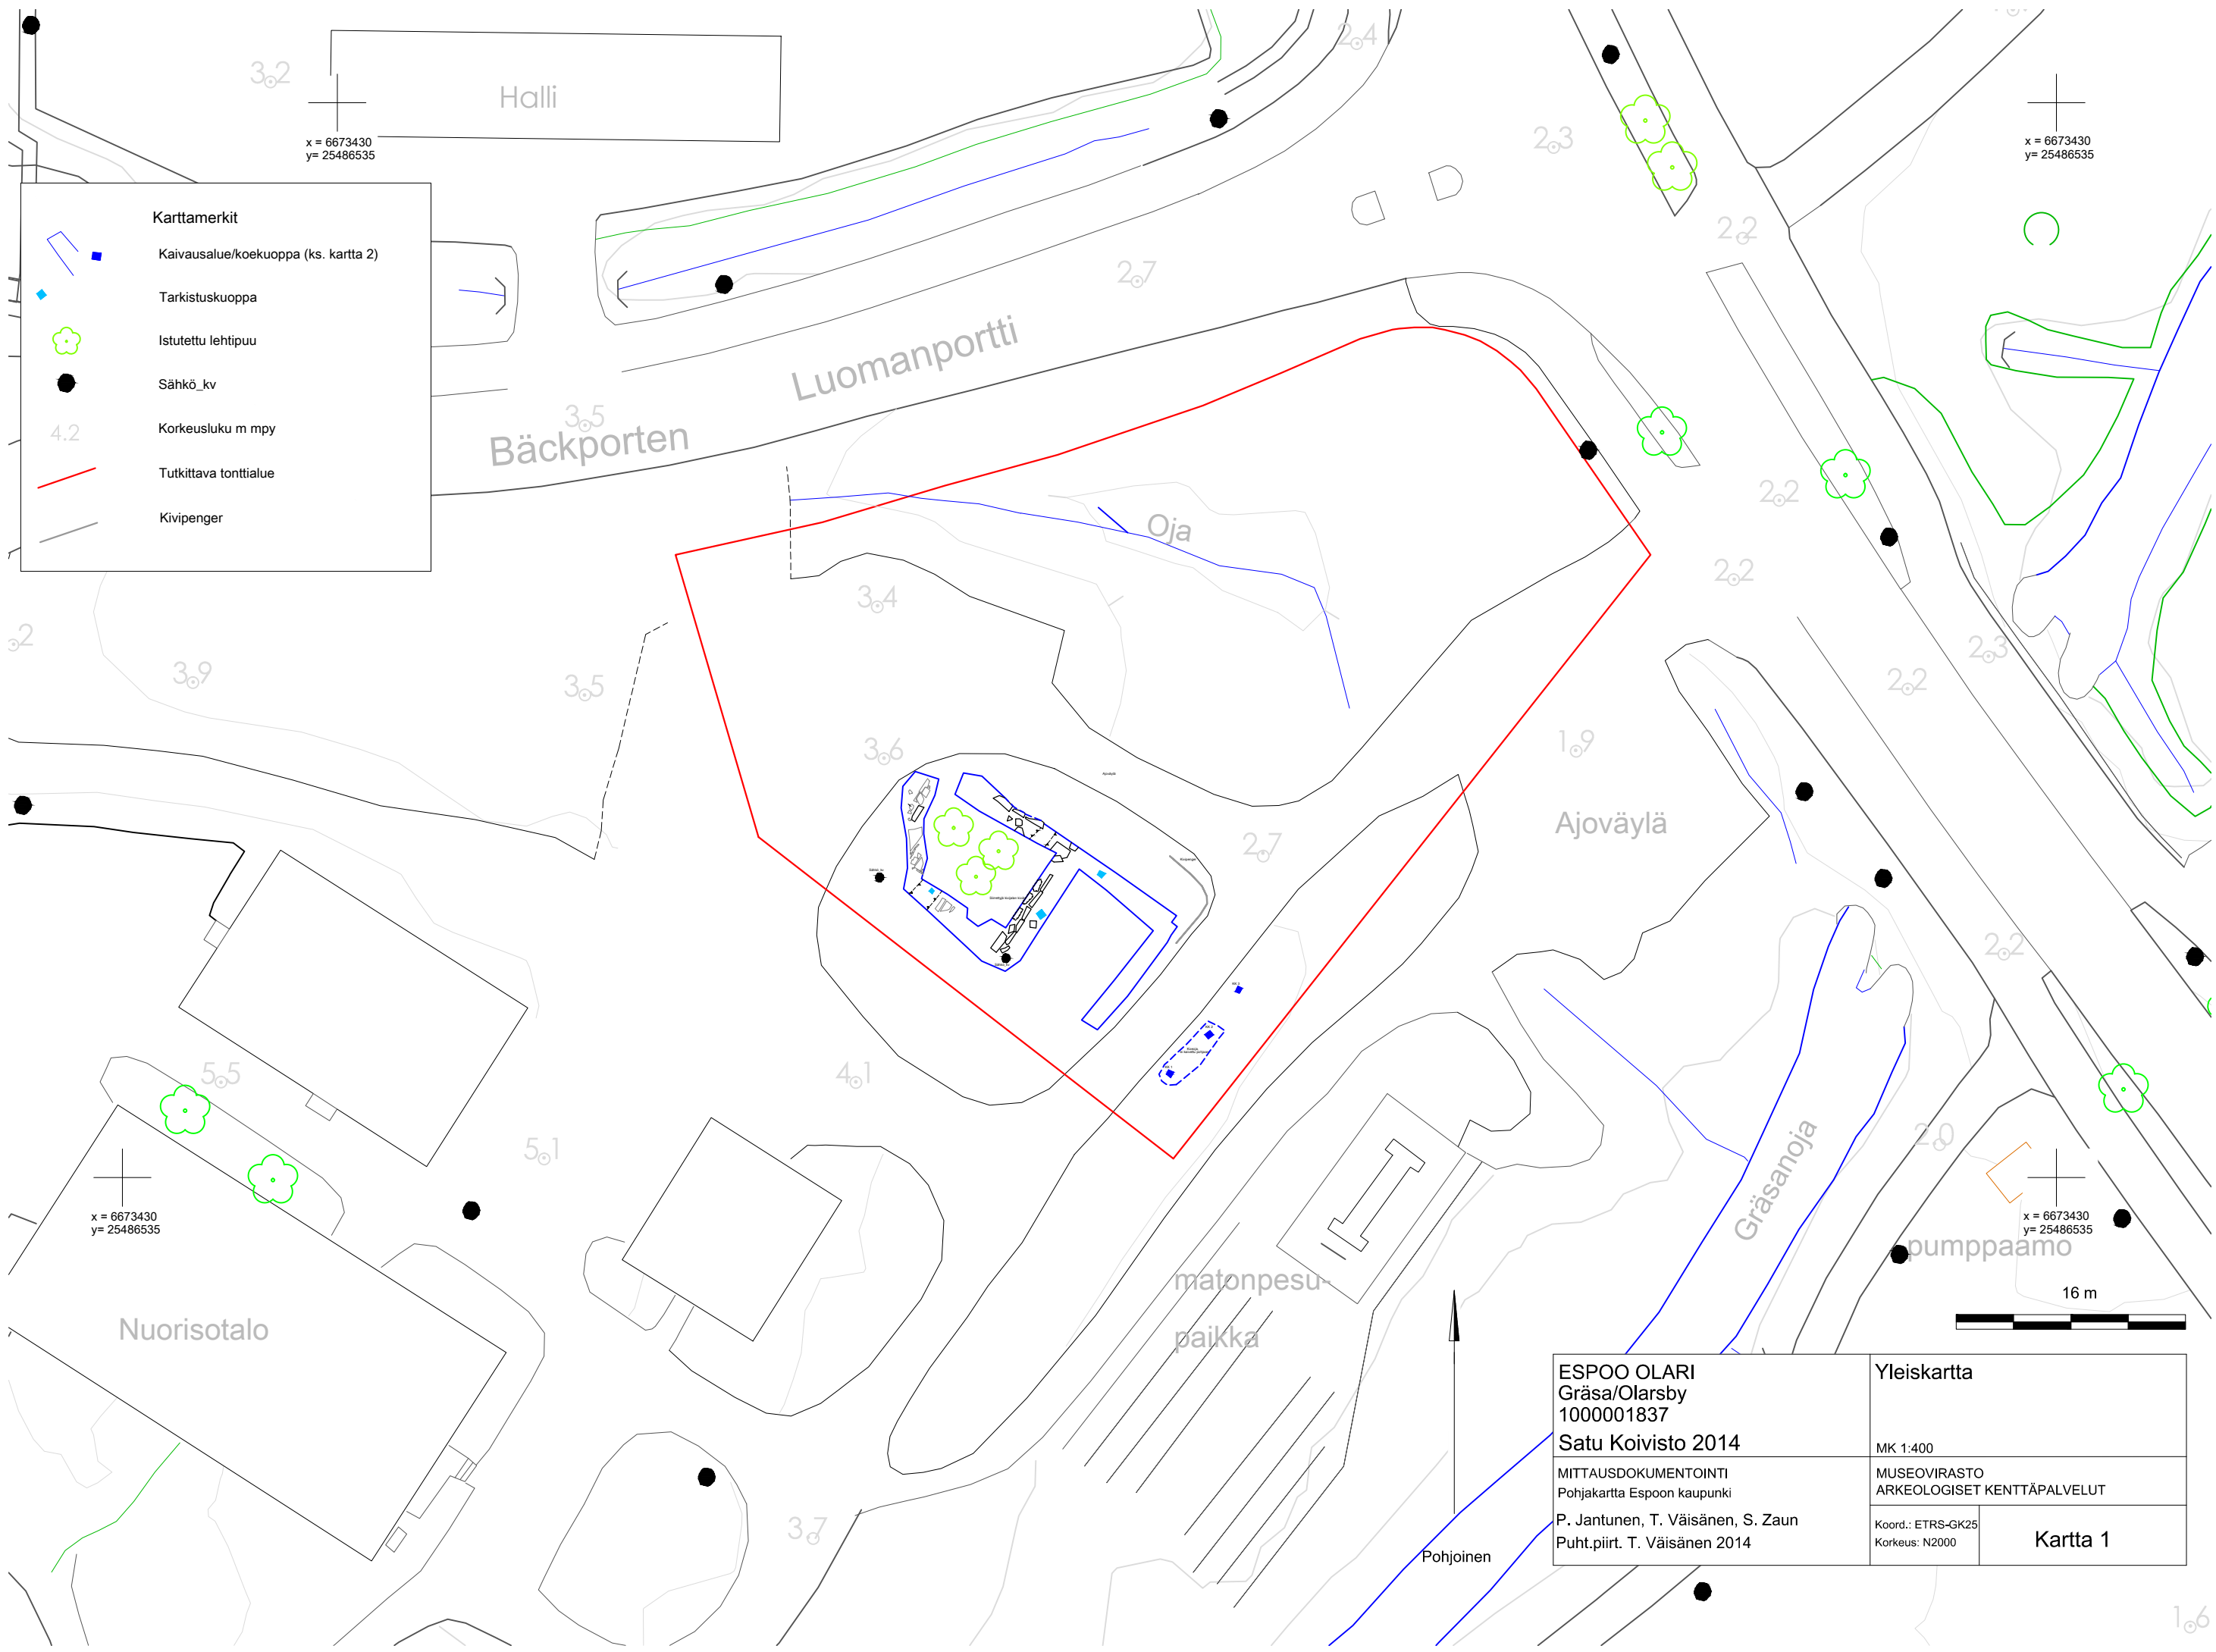 3.2
Halli
x = 6673430
y= 25486535
2.4
2.3
x = 6673430
y= 25486535
2.2
2.7
Karttamerkit
Kaivausalue/koekuoppa (ks. kartta 2)
Tarkistuskuoppa
Istutettu lehtipuu
Sähkö_kv
4.2
Korkeusluku m mpy
Tutkittava tonttialue
Kivipenger
Luomanportti
3.5
Bäckporten
Oja
2.2
2.2
3.4
2.3
2.2
3.9
3.5
3.6
1.9
Ajoväylä
2.7
Ajoväylä
Kivipenger
2.2
5.5
4.1
5.1
2.0
x = 6673430
y= 25486535
x = 6673430
y= 25486535
Gräsanoja
pumppaamo
matonpesu-
paikka
Nuorisotalo
3.7
16 m
Pohjoinen
ESPOO OLARI
Gräsa/Olarsby
1000001837
Satu Koivisto 2014
Yleiskartta
MK 1:400
MITTAUSDOKUMENTOINTI
Pohjakartta Espoon kaupunki
P. Jantunen, T. Väisänen, S. Zaun
Puht.piirt. T. Väisänen 2014
MUSEOVIRASTO
ARKEOLOGISET KENTTÄPALVELUT
Koord.: ETRS-GK25
Korkeus: N2000
Kartta 1
1.6